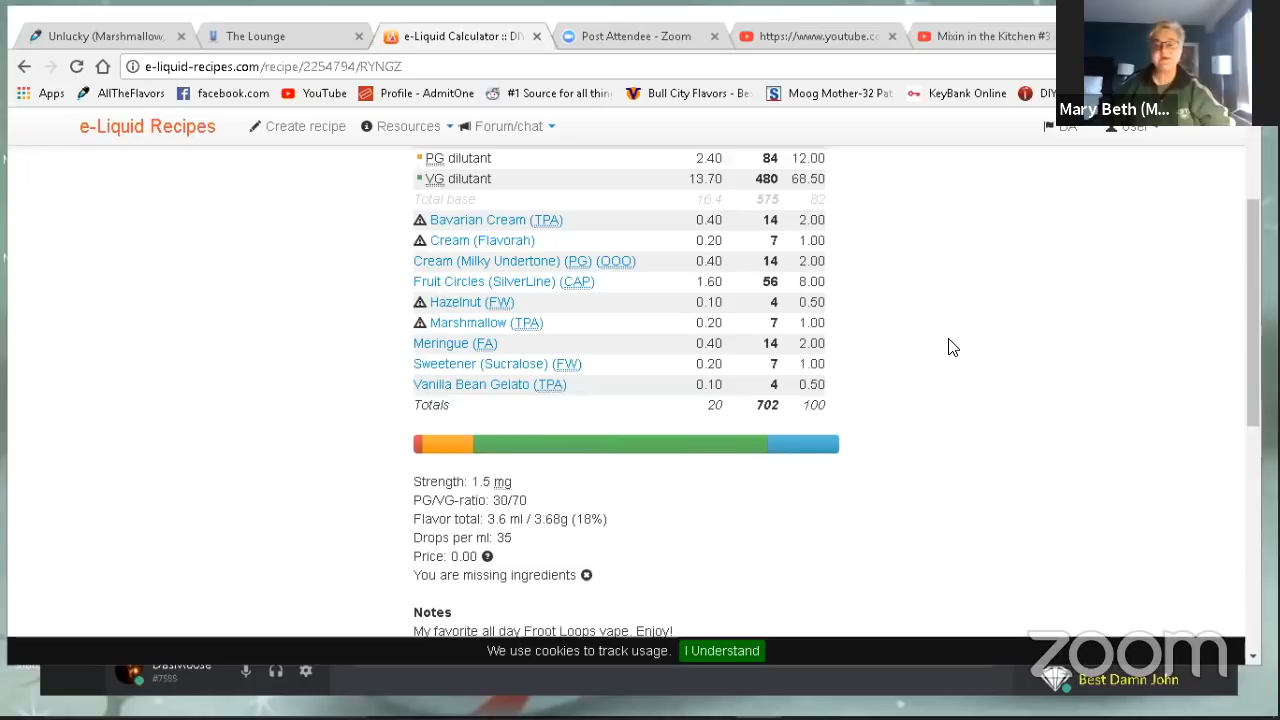 Unlucky (Marshmallow,
The Lounge
e-Liquid Calculator :: DI
Post Attendee - Zoom
https://www.youtube.c
Mixin in the Kitchen #3
e-liquid-recipes.com/recipe/2254794/RYNGZ
Apps
AllTheFlavors
facebook.com
YouTube
Profile - AdmitOne
#1 Source for all thin
Bull City Flavors - Be
Moog Mother-32 Pat
KeyBank Online
DIY
Mary Beth (M...
e-Liquid Recipes
Create recipe
Resources
Forum/chat
PG dilutant 2.40 84 12.00
VG dilutant 13.70 480 68.50
Total base 16.4 575 82
Bavarian Cream (TPA) 0.40 14 2.00
Cream (Flavorah) 0.20 7 1.00
Cream (Milky Undertone) (PG) (OOO) 0.40 14 2.00
Fruit Circles (SilverLine) (CAP) 1.60 56 8.00
Hazelnut (FW) 0.10 4 0.50
Marshmallow (TPA) 0.20 7 1.00
Meringue (FA) 0.40 14 2.00
Sweetener (Sucralose) (FW) 0.20 7 1.00
Vanilla Bean Gelato (TPA) 0.10 4 0.50
Totals 20 702 100
Strength: 1.5 mg
PG/VG-ratio: 30/70
Flavor total: 3.6 ml / 3.68g (18%)
Drops per ml: 35
Price: 0.00
You are missing ingredients
Notes
My favorite all day Froot Loops vape. Enjoy!
We use cookies to track usage.
I Understand
zoom
#7555
Best Damn John